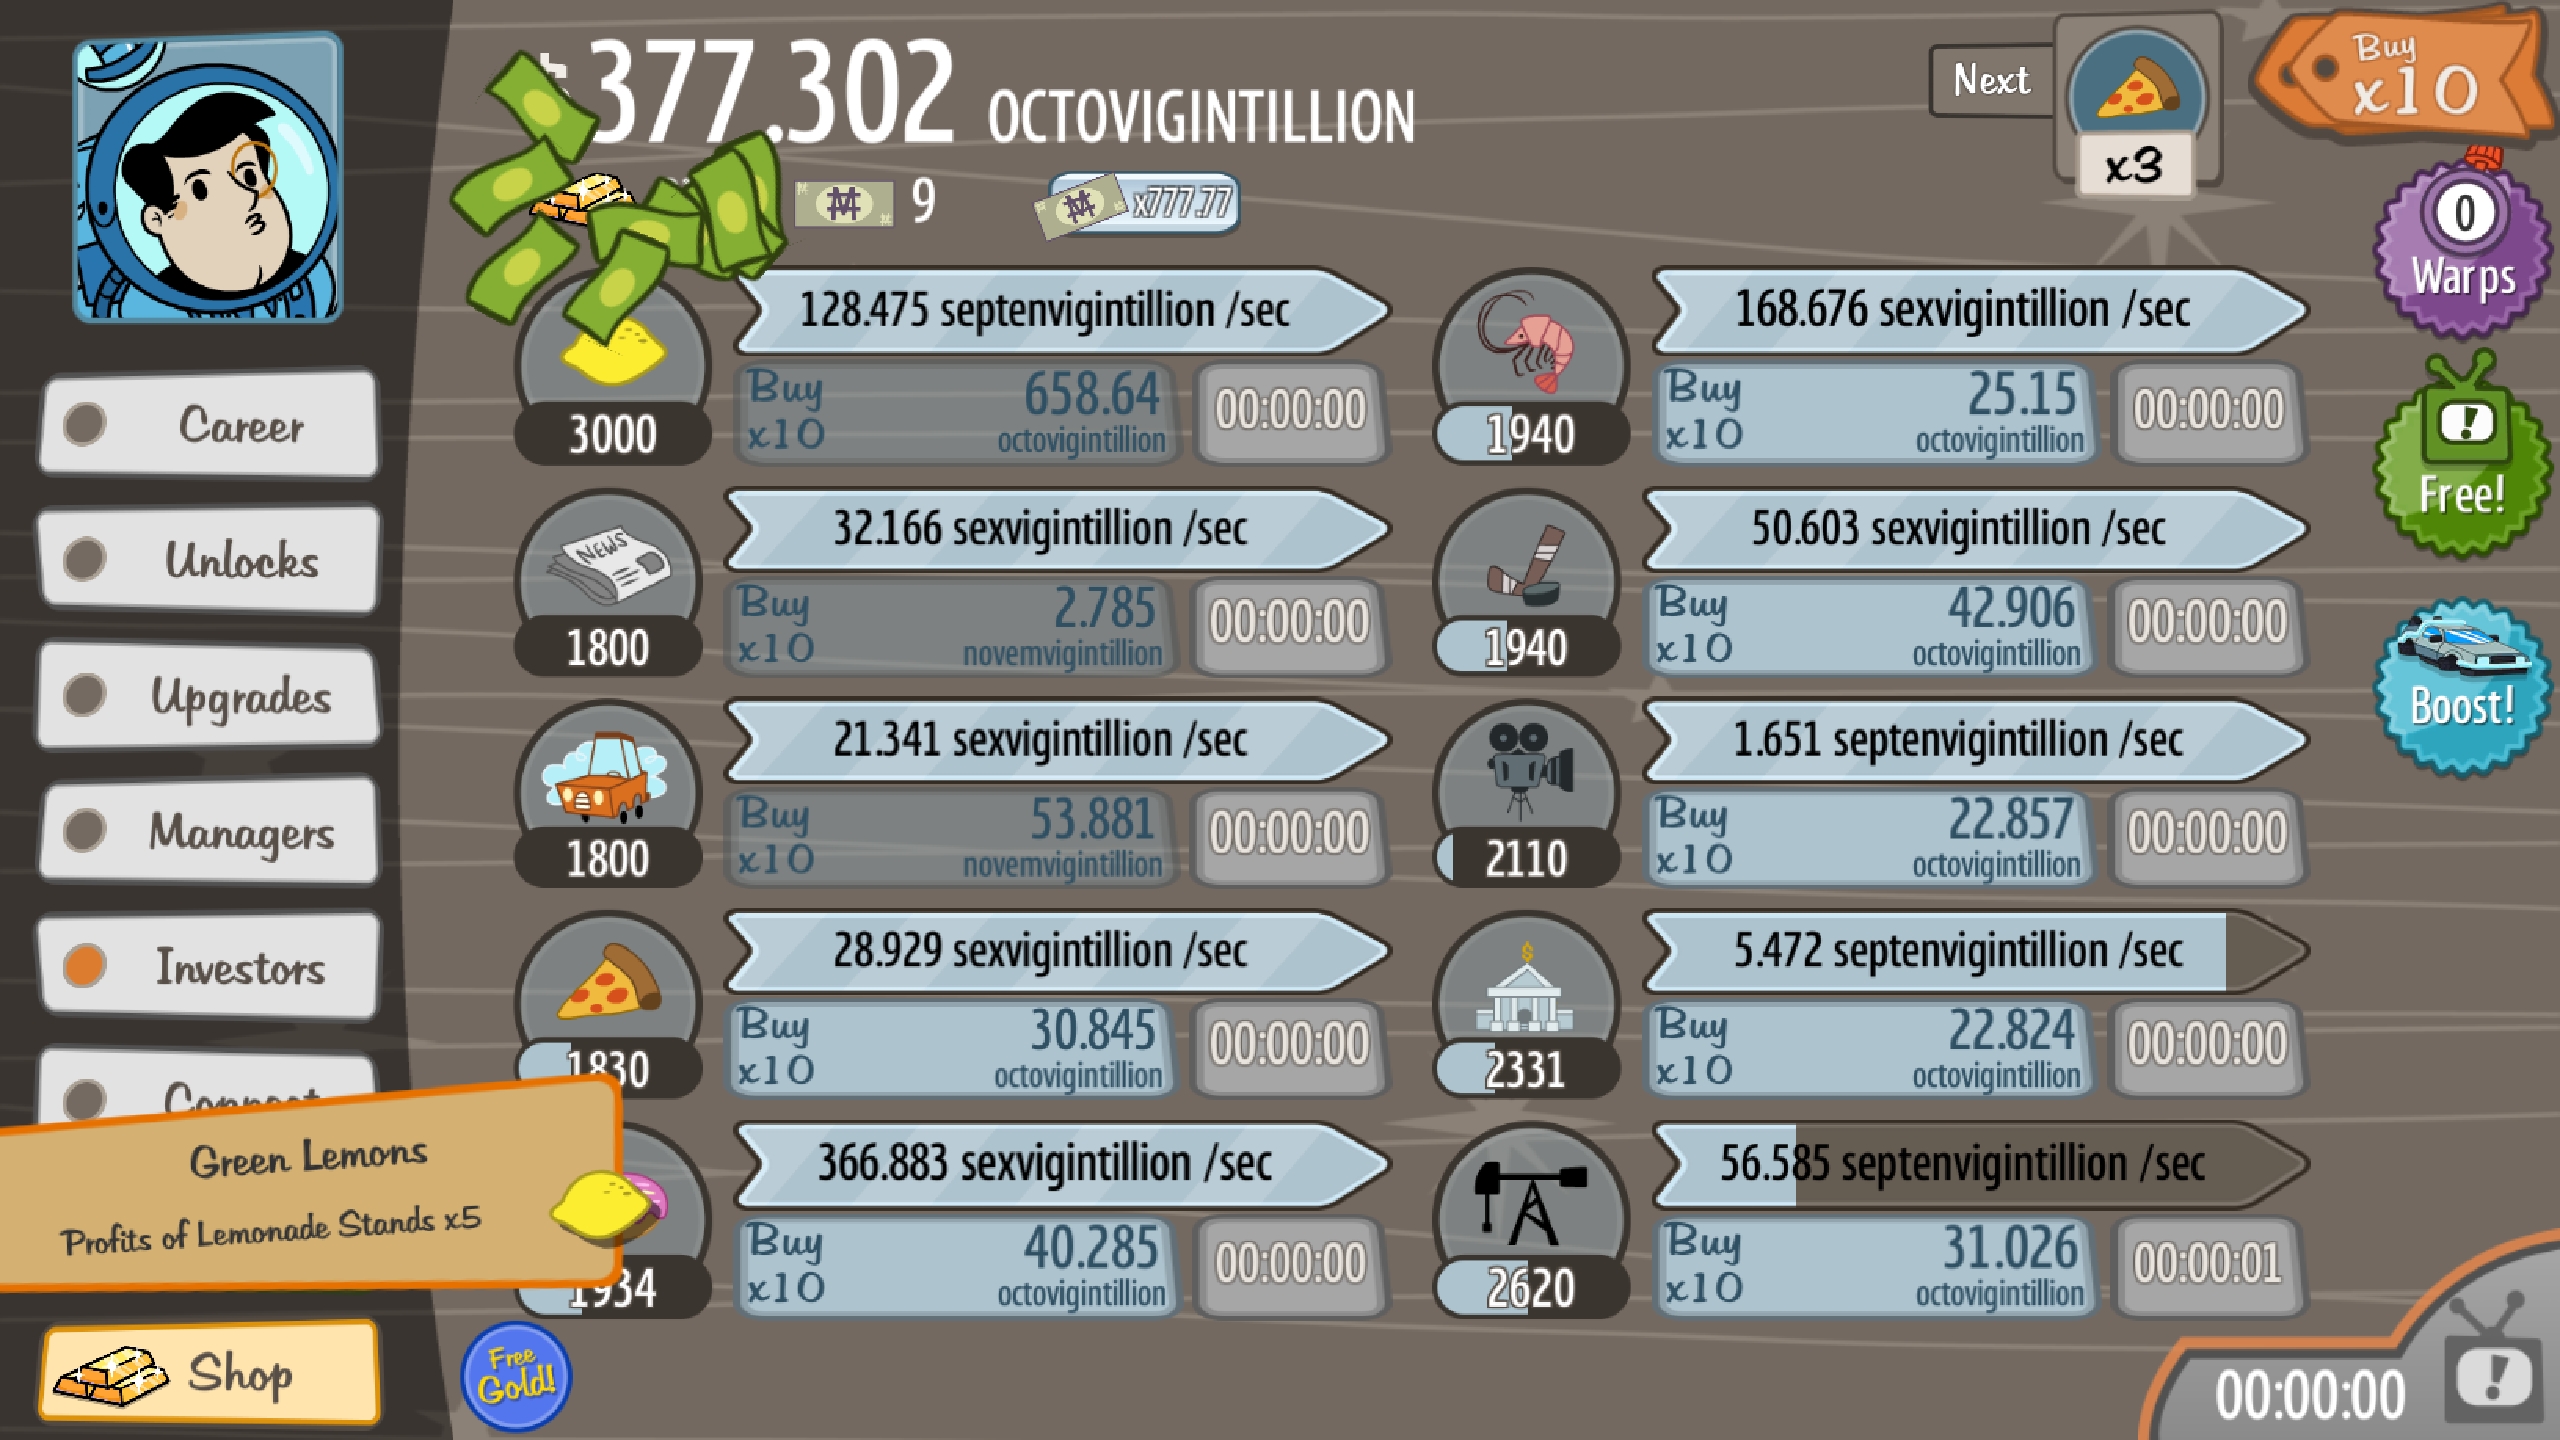 377.302 OCTOVIGINTILLION
Next
x3
Buy
x10
9
x777.77
0
Warps
Free!
Boost!
Career
Unlocks
Upgrades
Managers
Investors
Green Lemons
Profits of Lemonade Stands x5
Shop
Free
Gold!
128.475 septenvigintillion /sec
3000
Buy 658.64
x10 octovigintillion
00:00:00
NEWS
32.166 sexvigintillion /sec
1800
Buy 2.785
x10 novemvigintillion
00:00:00
21.341 sexvigintillion /sec
1800
Buy 53.881
x10 novemvigintillion
00:00:00
28.929 sexvigintillion /sec
1830
Buy 30.845
x10 octovigintillion
00:00:00
366.883 sexvigintillion /sec
1934
Buy 40.285
x10 octovigintillion
00:00:00
168.676 sexvigintillion /sec
1940
Buy 25.15
x10 octovigintillion
00:00:00
50.603 sexvigintillion /sec
1940
Buy 42.906
x10 octovigintillion
00:00:00
1.651 septenvigintillion /sec
2110
Buy 22.857
x10 octovigintillion
00:00:00
5.472 septenvigintillion /sec
2331
Buy 22.824
x10 octovigintillion
00:00:00
56.585 septenvigintillion /sec
2620
Buy 31.026
x10 octovigintillion
00:00:01
00:00:00